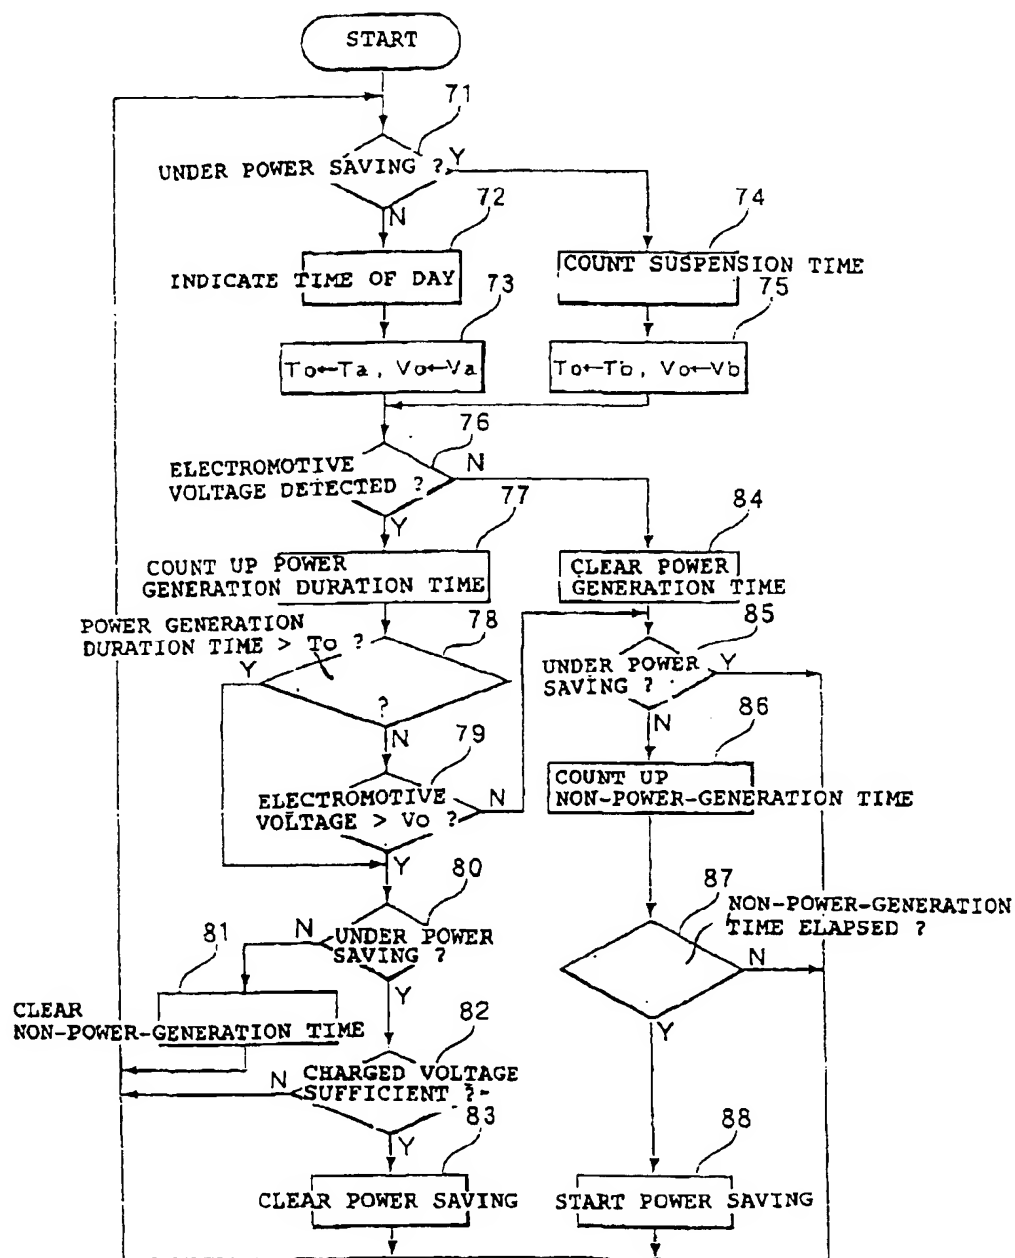 START
71
UNDER POWER SAVING ?
Y
N
72
74
INDICATE TIME OF DAY
COUNT SUSPENSION TIME
73
75
To←Ta, Vo←Va
To←Tb, Vo←Vb
76
ELECTROMOTIVE
VOLTAGE DETECTED ?
N
Y
77
84
COUNT UP POWER
GENERATION DURATION TIME
CLEAR POWER
GENERATION TIME
POWER GENERATION
DURATION TIME > To ?
78
85
Y
?
N
UNDER POWER
SAVING ?
Y
N
79
86
ELECTROMOTIVE
VOLTAGE > Vo ?
N
Y
COUNT UP
NON-POWER-GENERATION TIME
80
87
NON-POWER-GENERATION
TIME ELAPSED ?
N
Y
81
N
UNDER POWER
SAVING ?
Y
CLEAR
NON-POWER-GENERATION TIME
82
CHARGED VOLTAGE
SUFFICIENT ?
N
Y
83
88
CLEAR POWER SAVING
START POWER SAVING